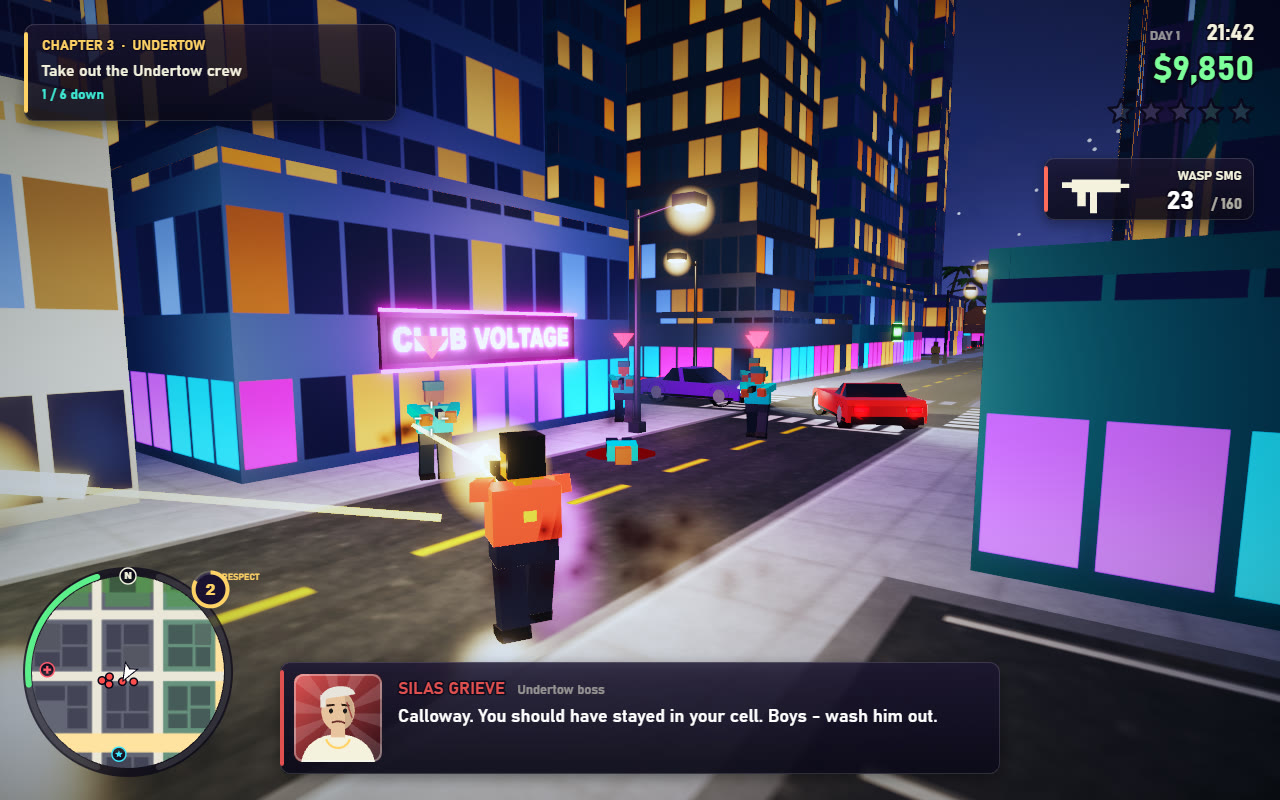 CHAPTER 3 · UNDERTOW
Take out the Undertow crew
1 / 6 down
DAY 1 21:42
$9,850
WASP SMG
23 / 160
CLUB VOLTAGE
N
2 RESPECT
SILAS GRIEVE Undertow boss
Calloway. You should have stayed in your cell. Boys – wash him out.